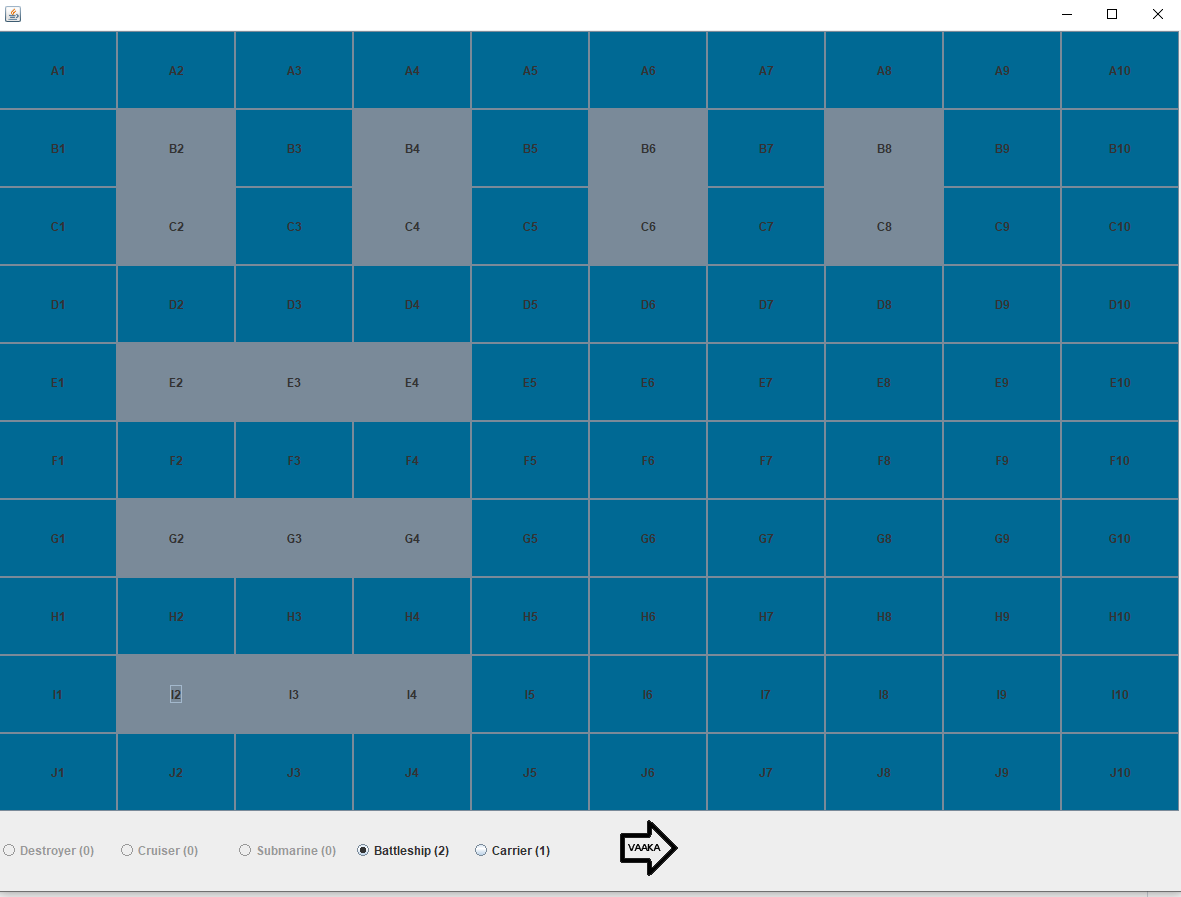 A1 A2 A3 A4 A5 A6 A7 A8 A9 A10
B1 B2 B3 B4 B5 B6 B7 B8 B9 B10
C1 C2 C3 C4 C5 C6 C7 C8 C9 C10
D1 D2 D3 D4 D5 D6 D7 D8 D9 D10
E1 E2 E3 E4 E5 E6 E7 E8 E9 E10
F1 F2 F3 F4 F5 F6 F7 F8 F9 F10
G1 G2 G3 G4 G5 G6 G7 G8 G9 G10
H1 H2 H3 H4 H5 H6 H7 H8 H9 H10
I1 I2 I3 I4 I5 I6 I7 I8 I9 I10
J1 J2 J3 J4 J5 J6 J7 J8 J9 J10
Destroyer (0) Cruiser (0) Submarine (0) Battleship (2) Carrier (1) VAAKA